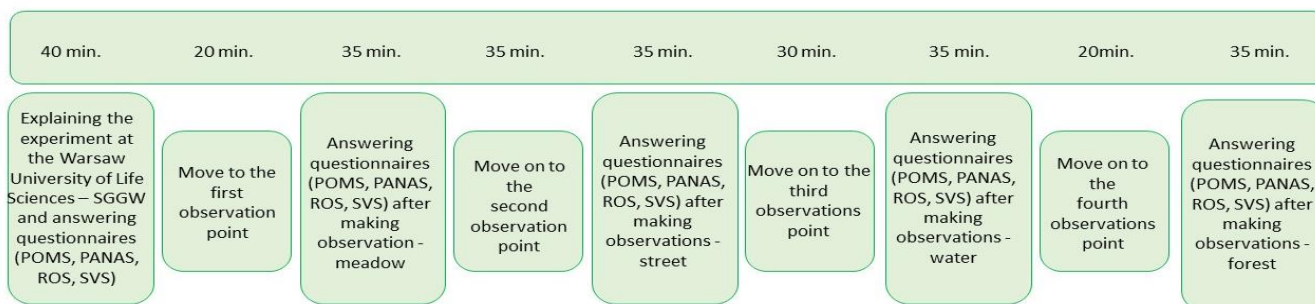 40 min.
20 min.
35 min.
35 min.
35 min.
30 min.
35 min.
20min.
35 min.
Explaining the
experiment at
the Warsaw
University of Life
Sciences – SGGW
and answering
questionnaires
(POMS, PANAS,
ROS, SVS)
Move to the
first
observation
point
Answering
questionnaires
(POMS, PANAS,
ROS, SVS) after
making
observation -
meadow
Move on to
the
second
observation
point
Answering
questionnaires
(POMS, PANAS,
ROS, SVS) after
making
observations -
street
Move on to the
third
observations
point
Answering
questionnaires
(POMS, PANAS,
ROS, SVS) after
making
observations -
water
Move on to
the
fourth
observations
point
Answering
questionnaires
(POMS, PANAS,
ROS, SVS) after
making
observations -
forest